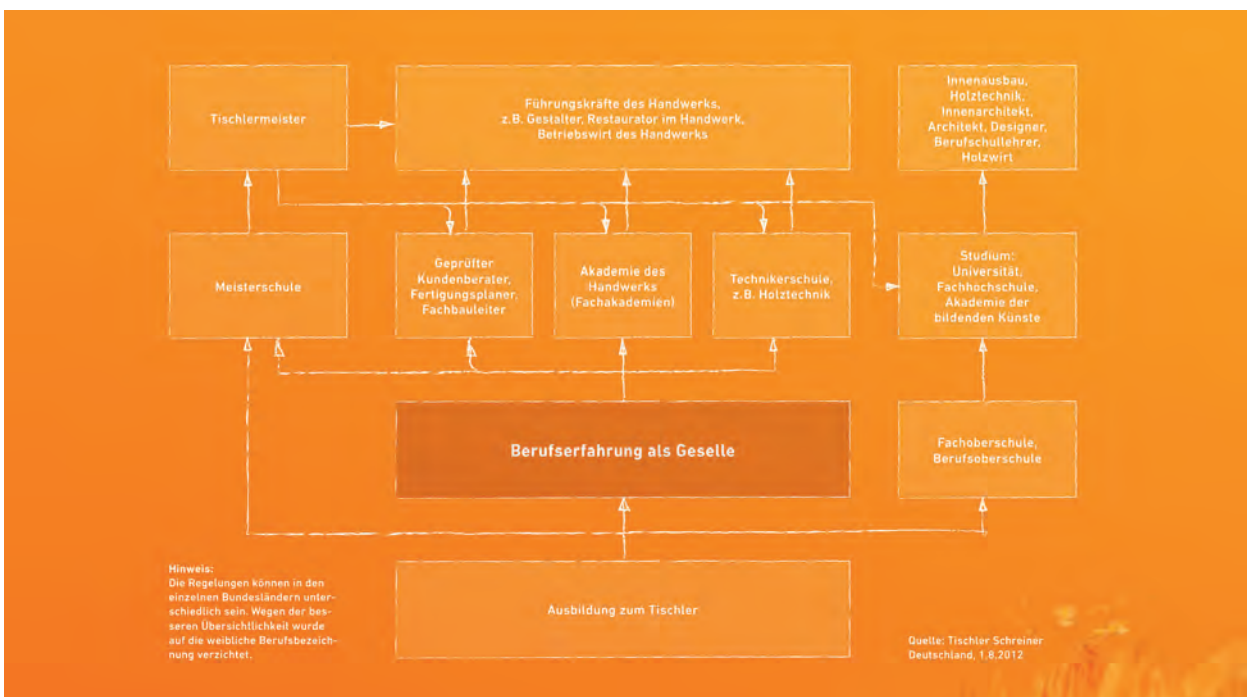 Tischlermeister
Führungskräfte des Handwerks,
z.B. Gestalter, Restaurator im Handwerk,
Betriebswirt des Handwerks
Innenausbau,
Holztechnik,
Innenarchitekt,
Architekt, Designer,
Berufschullehrer,
Holzwirt
Meisterschule
Geprüfter
Kundenberater,
Fertigungsplaner,
Fachbauleiter
Akademie des
Handwerks
(Fachakademien)
Technikerschule,
z.B. Holztechnik
Studium:
Universität,
Fachhochschule,
Akademie der
bildenden Künste
Berufserfahrung als Geselle
Fachoberschule,
Berufsoberschule
Ausbildung zum Tischler
Hinweis:
Die Regelungen können in den
einzelnen Bundesländern unter-
schiedlich sein. Wegen der bes-
seren Übersichtlichkeit wurde
auf die weibliche Berufsbezeich-
nung verzichtet.
Quelle: Tischler Schreiner
Deutschland, 1.8.2012